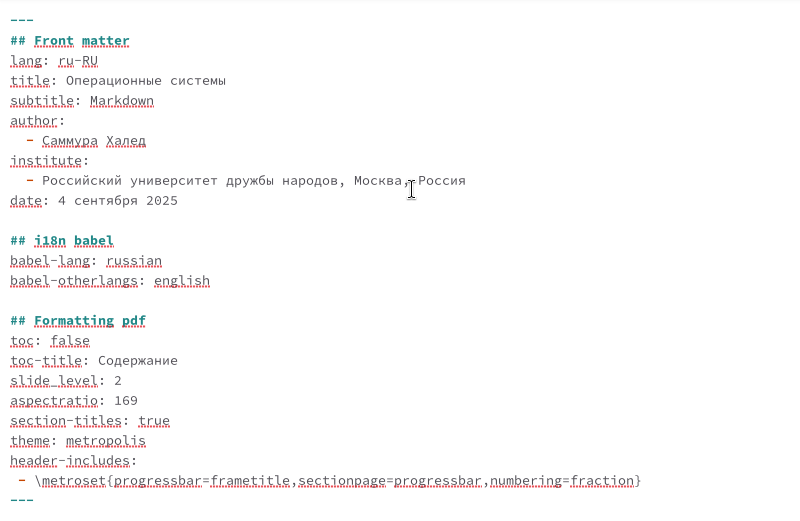 ---
## Front matter
lang: ru-RU
title: Операционные системы
subtitle: Markdown
author:
  - Саммура Халед
institute:
  - Российский университет дружбы народов, Москва, Россия
date: 4 сентября 2025

## i18n babel
babel-lang: russian
babel-otherlangs: english

## Formatting pdf
toc: false
toc-title: Содержание
slide_level: 2
aspectratio: 169
section-titles: true
theme: metropolis
header-includes:
 - \metroset{progressbar=frametitle,sectionpage=progressbar,numbering=fraction}
---